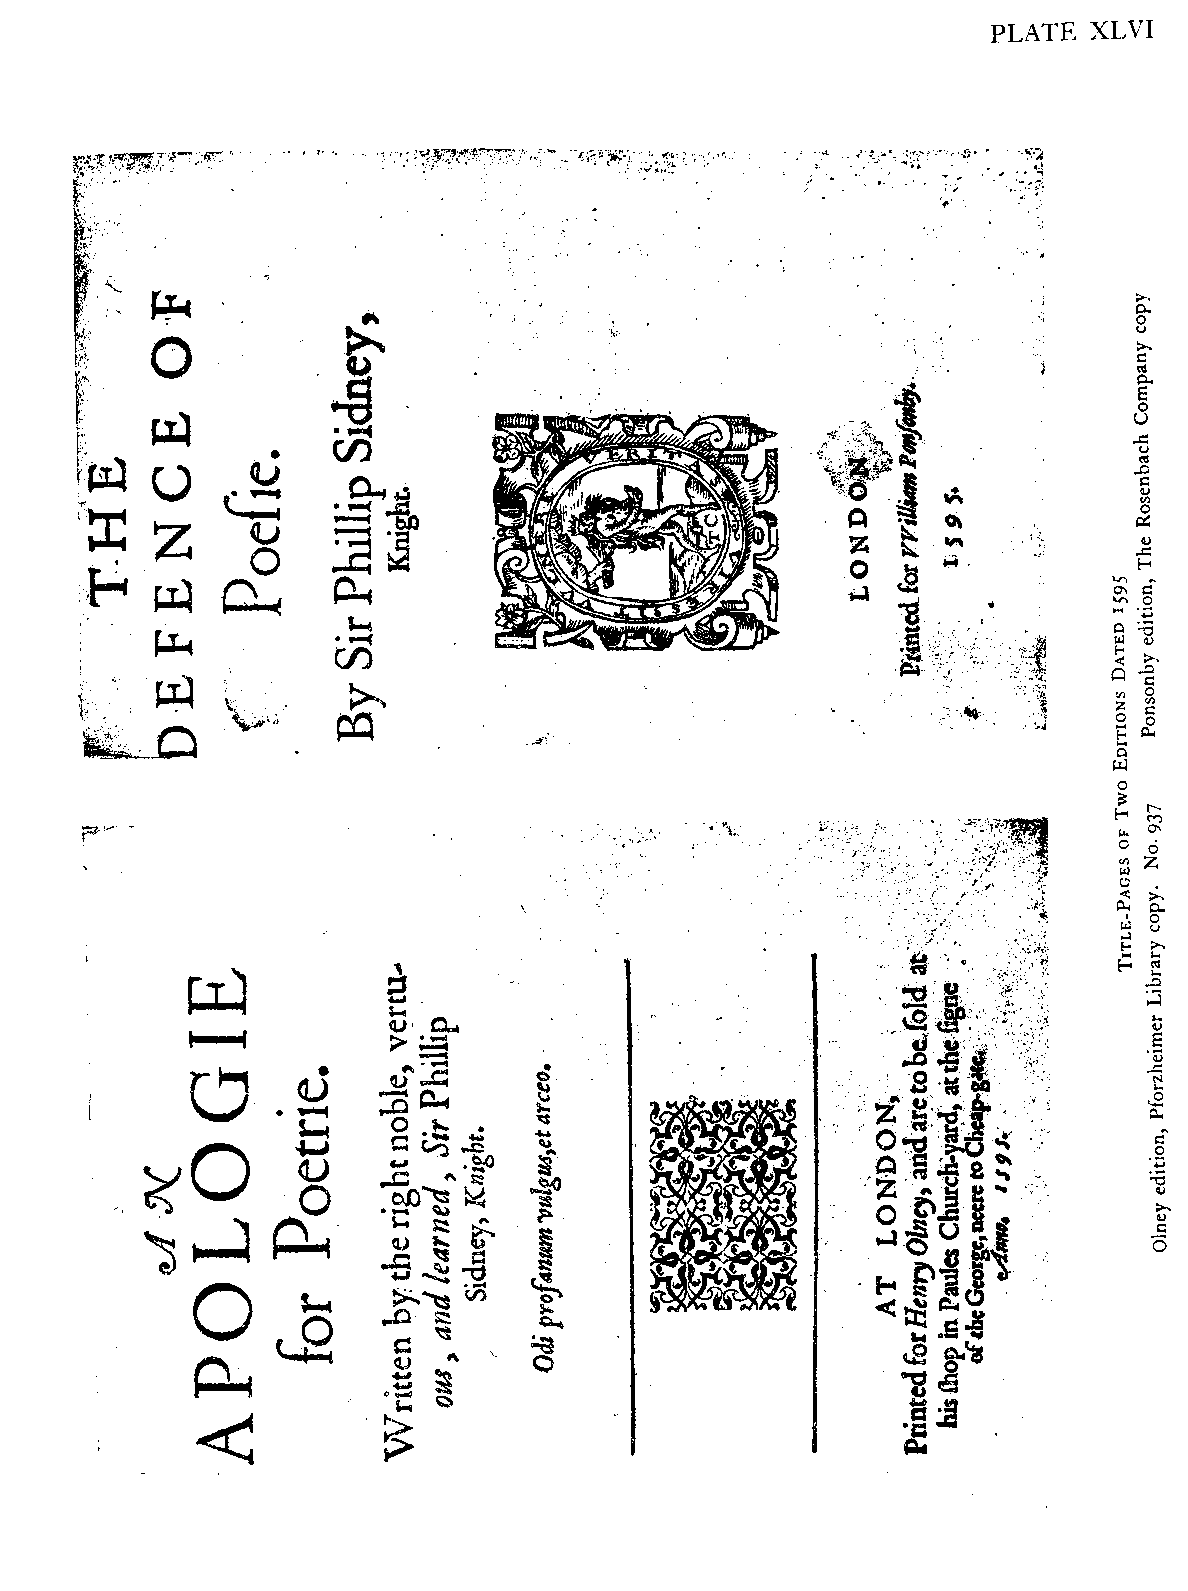 PLATE XLVI
AN
APOLOGIE
for Poetrie.
Written by the right noble, vertu-
ous, and learned, Sir Phillip
Sidney, Knight.
Odi profanum vulgus, et arceo.
AT LONDON,
Printed for Henry Olney, and are to be ſold at
his ſhop in Paules Church-yard, at the ſigne
of the George, neere to Cheap-gate.
Anno. 1595.
THE
DEFENCE OF
Poeſie.
By Sir Phillip Sidney,
Knight.
VERITAS
TC
LONDON
Printed for VVilliam Ponſonby.
1595.
TITLE-PAGES OF TWO EDITIONS DATED 1595
Olney edition, Pforzheimer Library copy. No. 937 Ponsonby edition, The Rosenbach Company copy